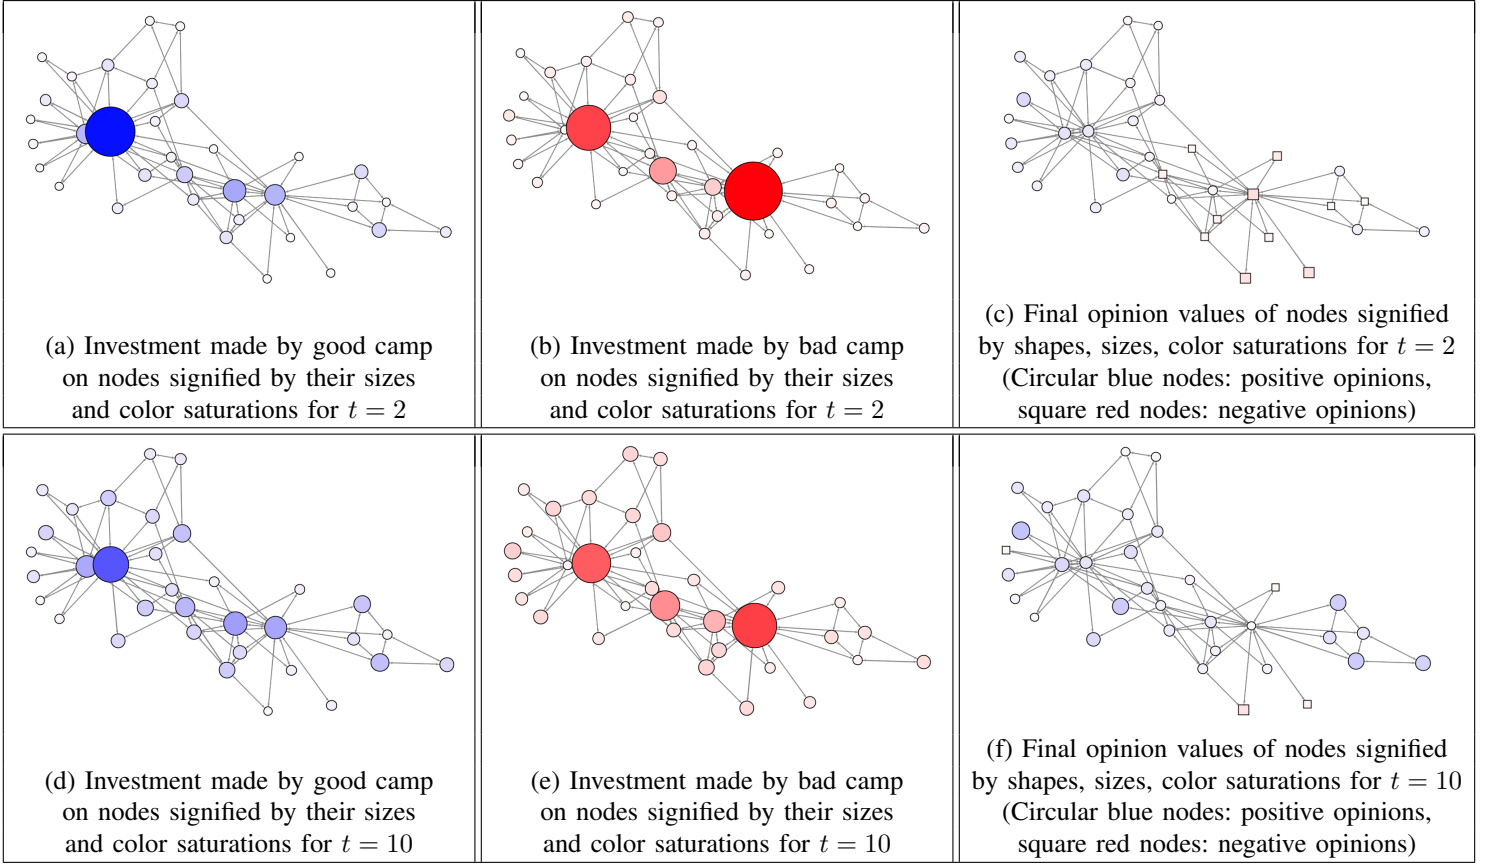 (a) Investment made by good camp
on nodes signified by their sizes
and color saturations for t = 2
(b) Investment made by bad camp
on nodes signified by their sizes
and color saturations for t = 2
(c) Final opinion values of nodes signified
by shapes, sizes, color saturations for t = 2
(Circular blue nodes: positive opinions,
square red nodes: negative opinions)
(d) Investment made by good camp
on nodes signified by their sizes
and color saturations for t = 10
(e) Investment made by bad camp
on nodes signified by their sizes
and color saturations for t = 10
(f) Final opinion values of nodes signified
by shapes, sizes, color saturations for t = 10
(Circular blue nodes: positive opinions,
square red nodes: negative opinions)